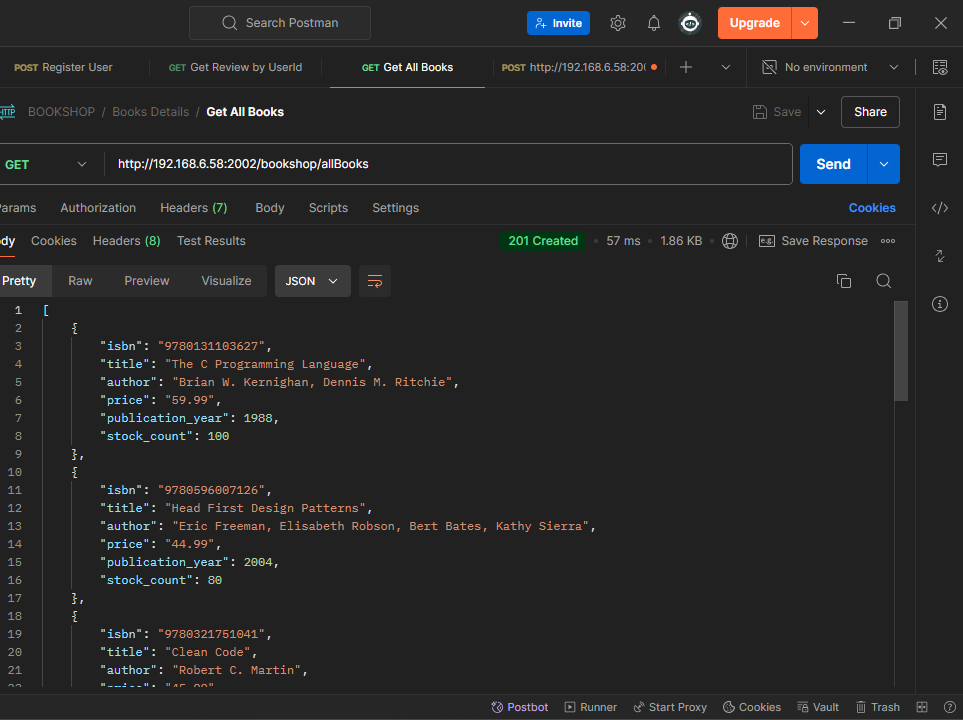 Search Postman
Invite
Upgrade
POST Register User
GET Get Review by UserId
GET Get All Books
POST http://192.168.6.58:200
No environment
HTTP BOOKSHOP / Books Details / Get All Books
Save
Share
GET
http://192.168.6.58:2002/bookshop/allBooks
Send
arams Authorization Headers (7) Body Scripts Settings
Cookies
dy Cookies Headers (8) Test Results
201 Created • 57 ms • 1.86 KB
e.g. Save Response
Pretty Raw Preview Visualize JSON
1 [
2 {
3 "isbn": "9780131103627",
4 "title": "The C Programming Language",
5 "author": "Brian W. Kernighan, Dennis M. Ritchie",
6 "price": "59.99",
7 "publication_year": 1988,
8 "stock_count": 100
9 },
10 {
11 "isbn": "9780596007126",
12 "title": "Head First Design Patterns",
13 "author": "Eric Freeman, Elisabeth Robson, Bert Bates, Kathy Sierra",
14 "price": "44.99",
15 "publication_year": 2004,
16 "stock_count": 80
17 },
18 {
19 "isbn": "9780321751041",
20 "title": "Clean Code",
21 "author": "Robert C. Martin",
Postbot Runner Start Proxy Cookies Vault Trash